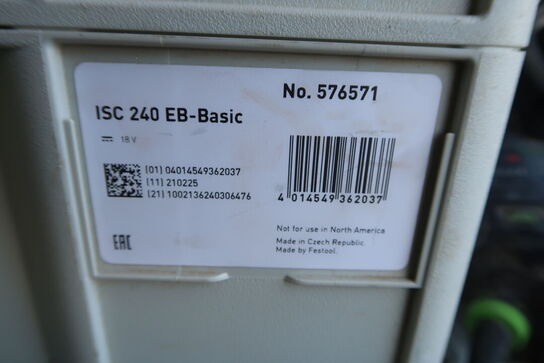 No. 576571
ISC 240 EB-Basic
18 V
(01) 04014549362037
(11) 210225
(21) 1002136240306476
4 014549 362037
Not for use in North America
Made in Czech Republic.
Made by Festool.
EAC